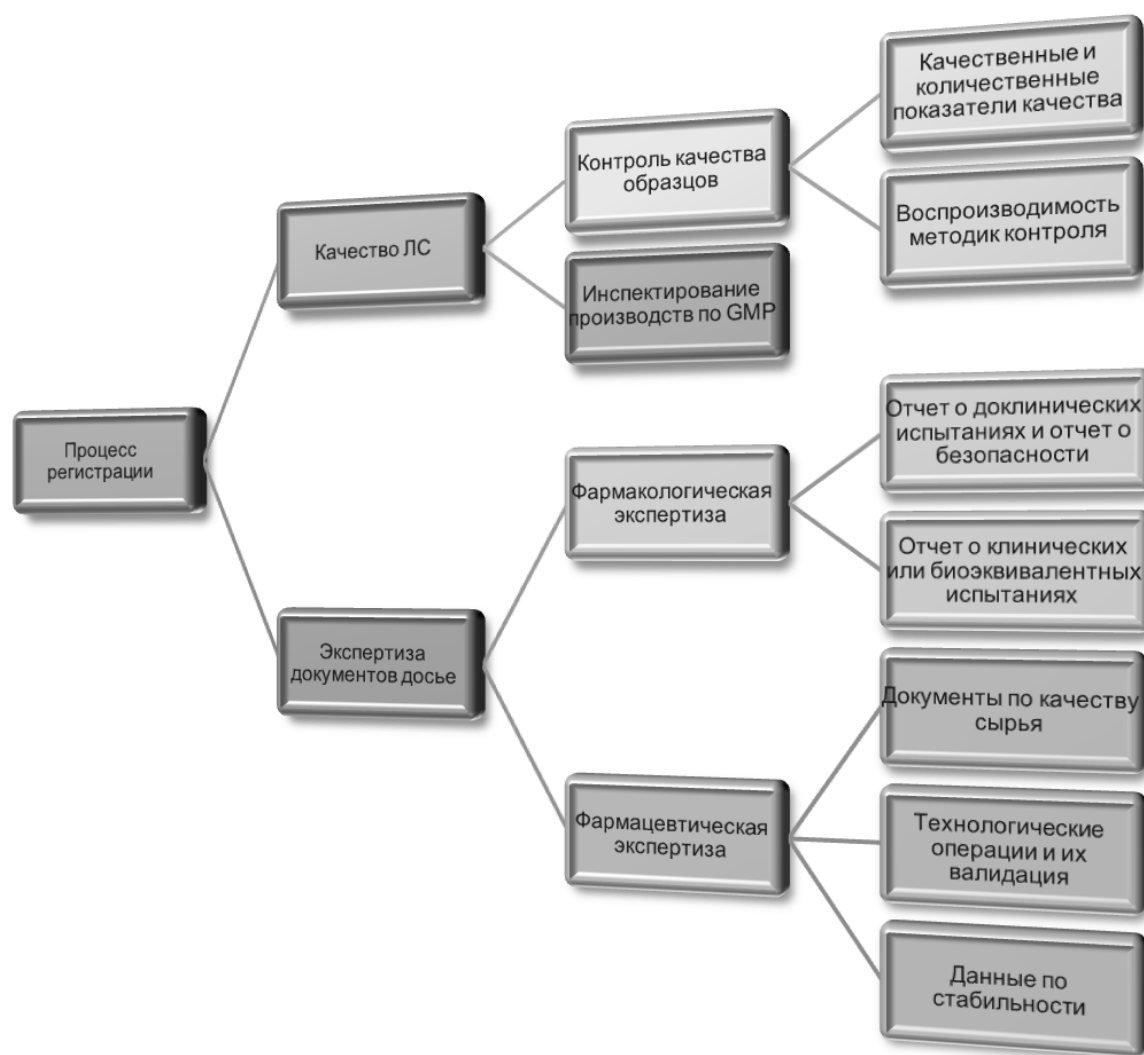 Процесс
регистрации
Качество ЛС
Контроль качества
образцов
Качественные и
количественные
показатели качества
Воспроизводимость
методик контроля
Инспектирование
производств по GMP
Экспертиза
документов досье
Фармакологическая
экспертиза
Отчет о доклинических
испытаниях и отчет о
безопасности
Отчет о клинических
или биоэквивалентных
испытаниях
Фармацевтическая
экспертиза
Документы по качеству
сырья
Технологические
операции и их
валидация
Данные по
стабильности